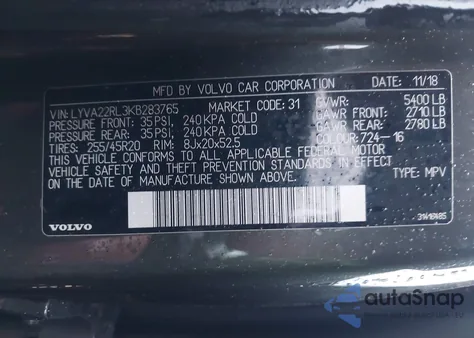 MFD BY VOLVO CAR CORPORATION 11/18
VIN: LYVA22RL3KB283765 MARKET CODE: 31 GVWR: 5400 LB
PRESSURE FRONT: 35 PSI, 240 KPA COLD GAWR FRONT: 2710 LB
PRESSURE REAR: 35 PSI, 240 KPA COLD GAWR REAR: 2780 LB
TIRES: 255/45R20 RIM: 8JX20X52.5 COLOUR: 724-16
THIS VEHICLE CONFORMS TO ALL APPLICABLE FEDERAL MOTOR
VEHICLE SAFETY AND THEFT PREVENTION STANDARDS IN EFFECT
ON THE DATE OF MANUFACTURE SHOWN ABOVE. TYPE: MPV
VOLVO 31416485
autoSnap